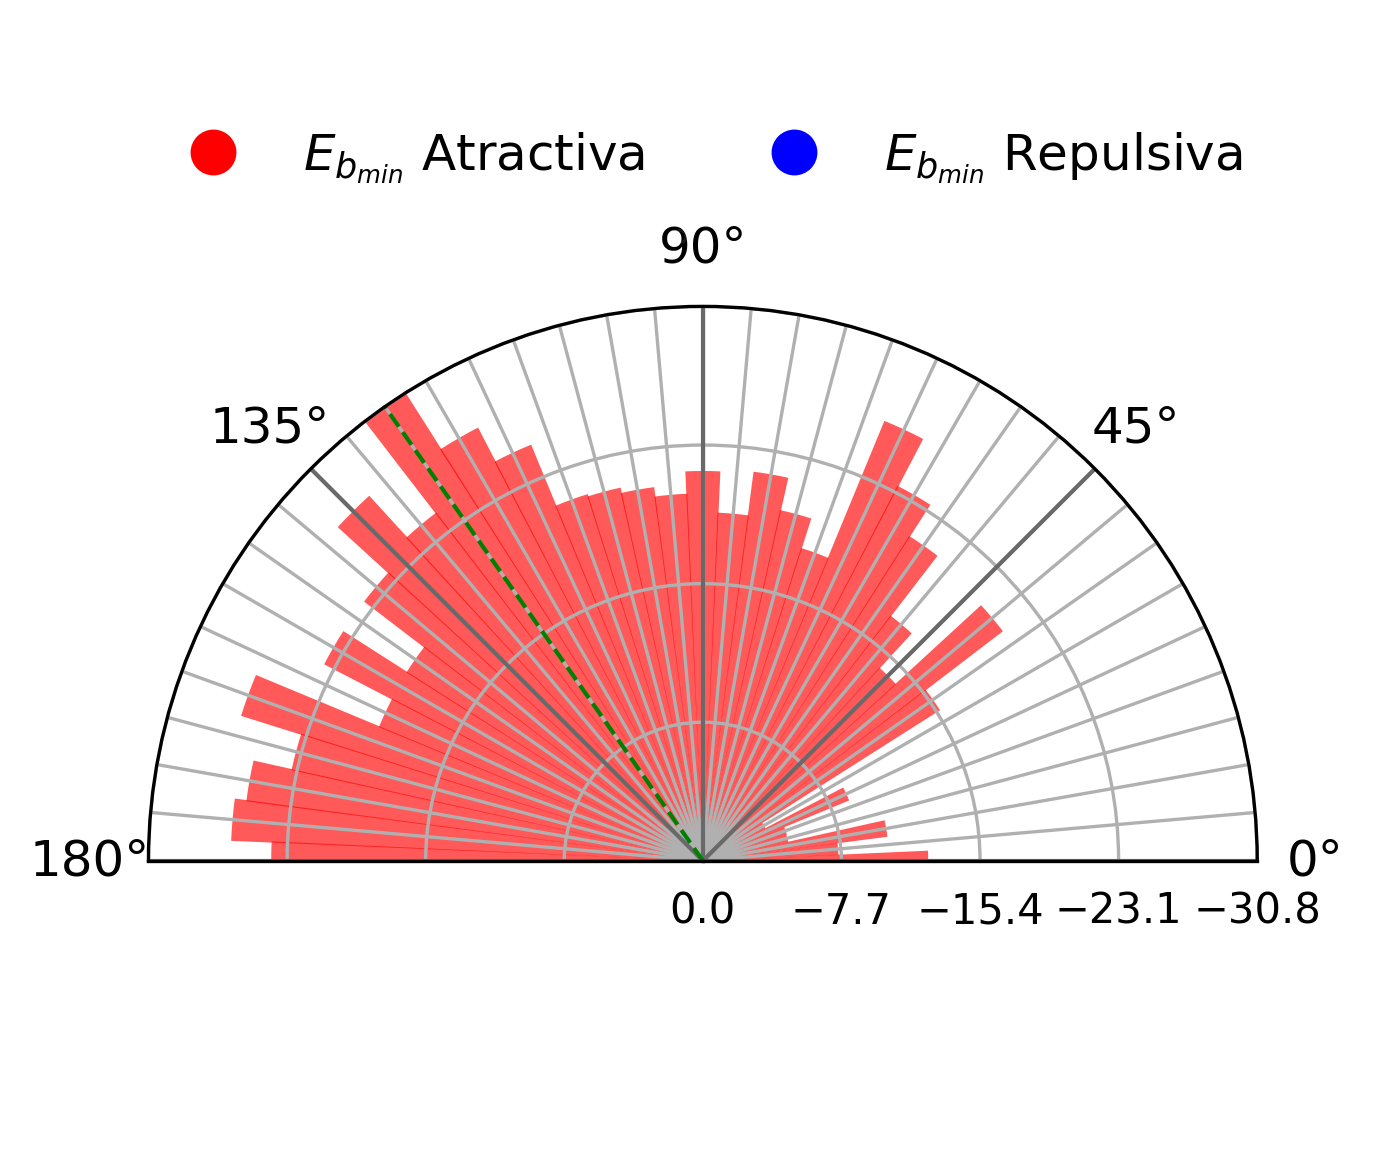 E_{b_{min}} Atractiva E_{b_{min}} Repulsiva
90°
135° 45°
180° 0°
0.0 −7.7 −15.4 −23.1 −30.8